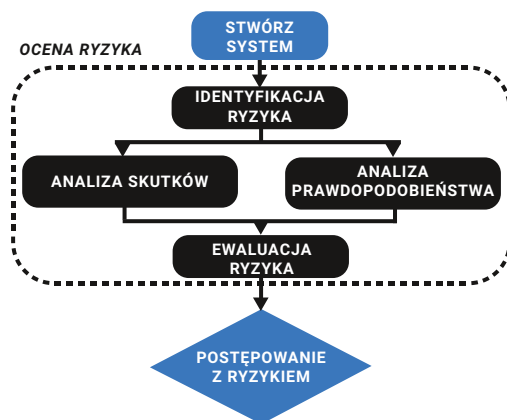 STWÓRZ
SYSTEM
OCENA RYZYKA
IDENTYFIKACJA
RYZYKA
ANALIZA SKUTKÓW
ANALIZA
PRAWDOPODOBIEŃSTWA
EWALUACJA
RYZYKA
POSTĘPOWANIE
Z RYZYKIEM